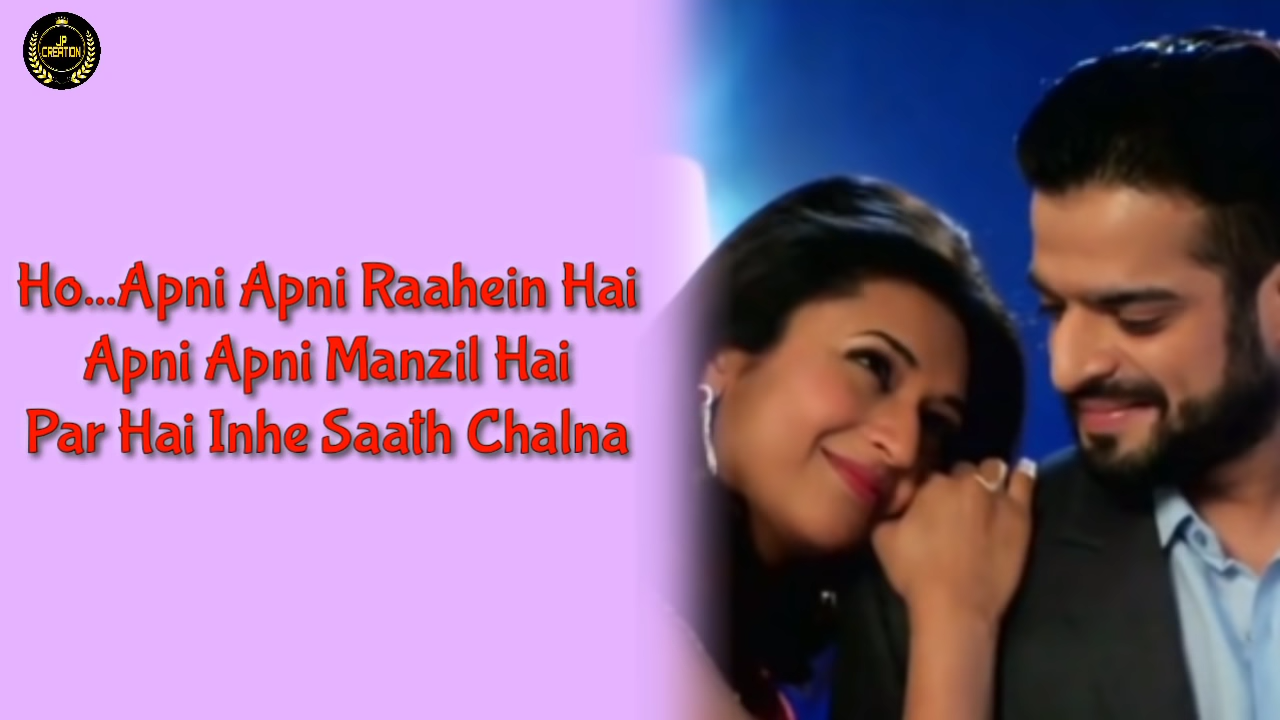 JP
CREATION
Ho...Apni Apni Raahein Hai
Apni Apni Manzil Hai
Par Hai Inhe Saath Chalna